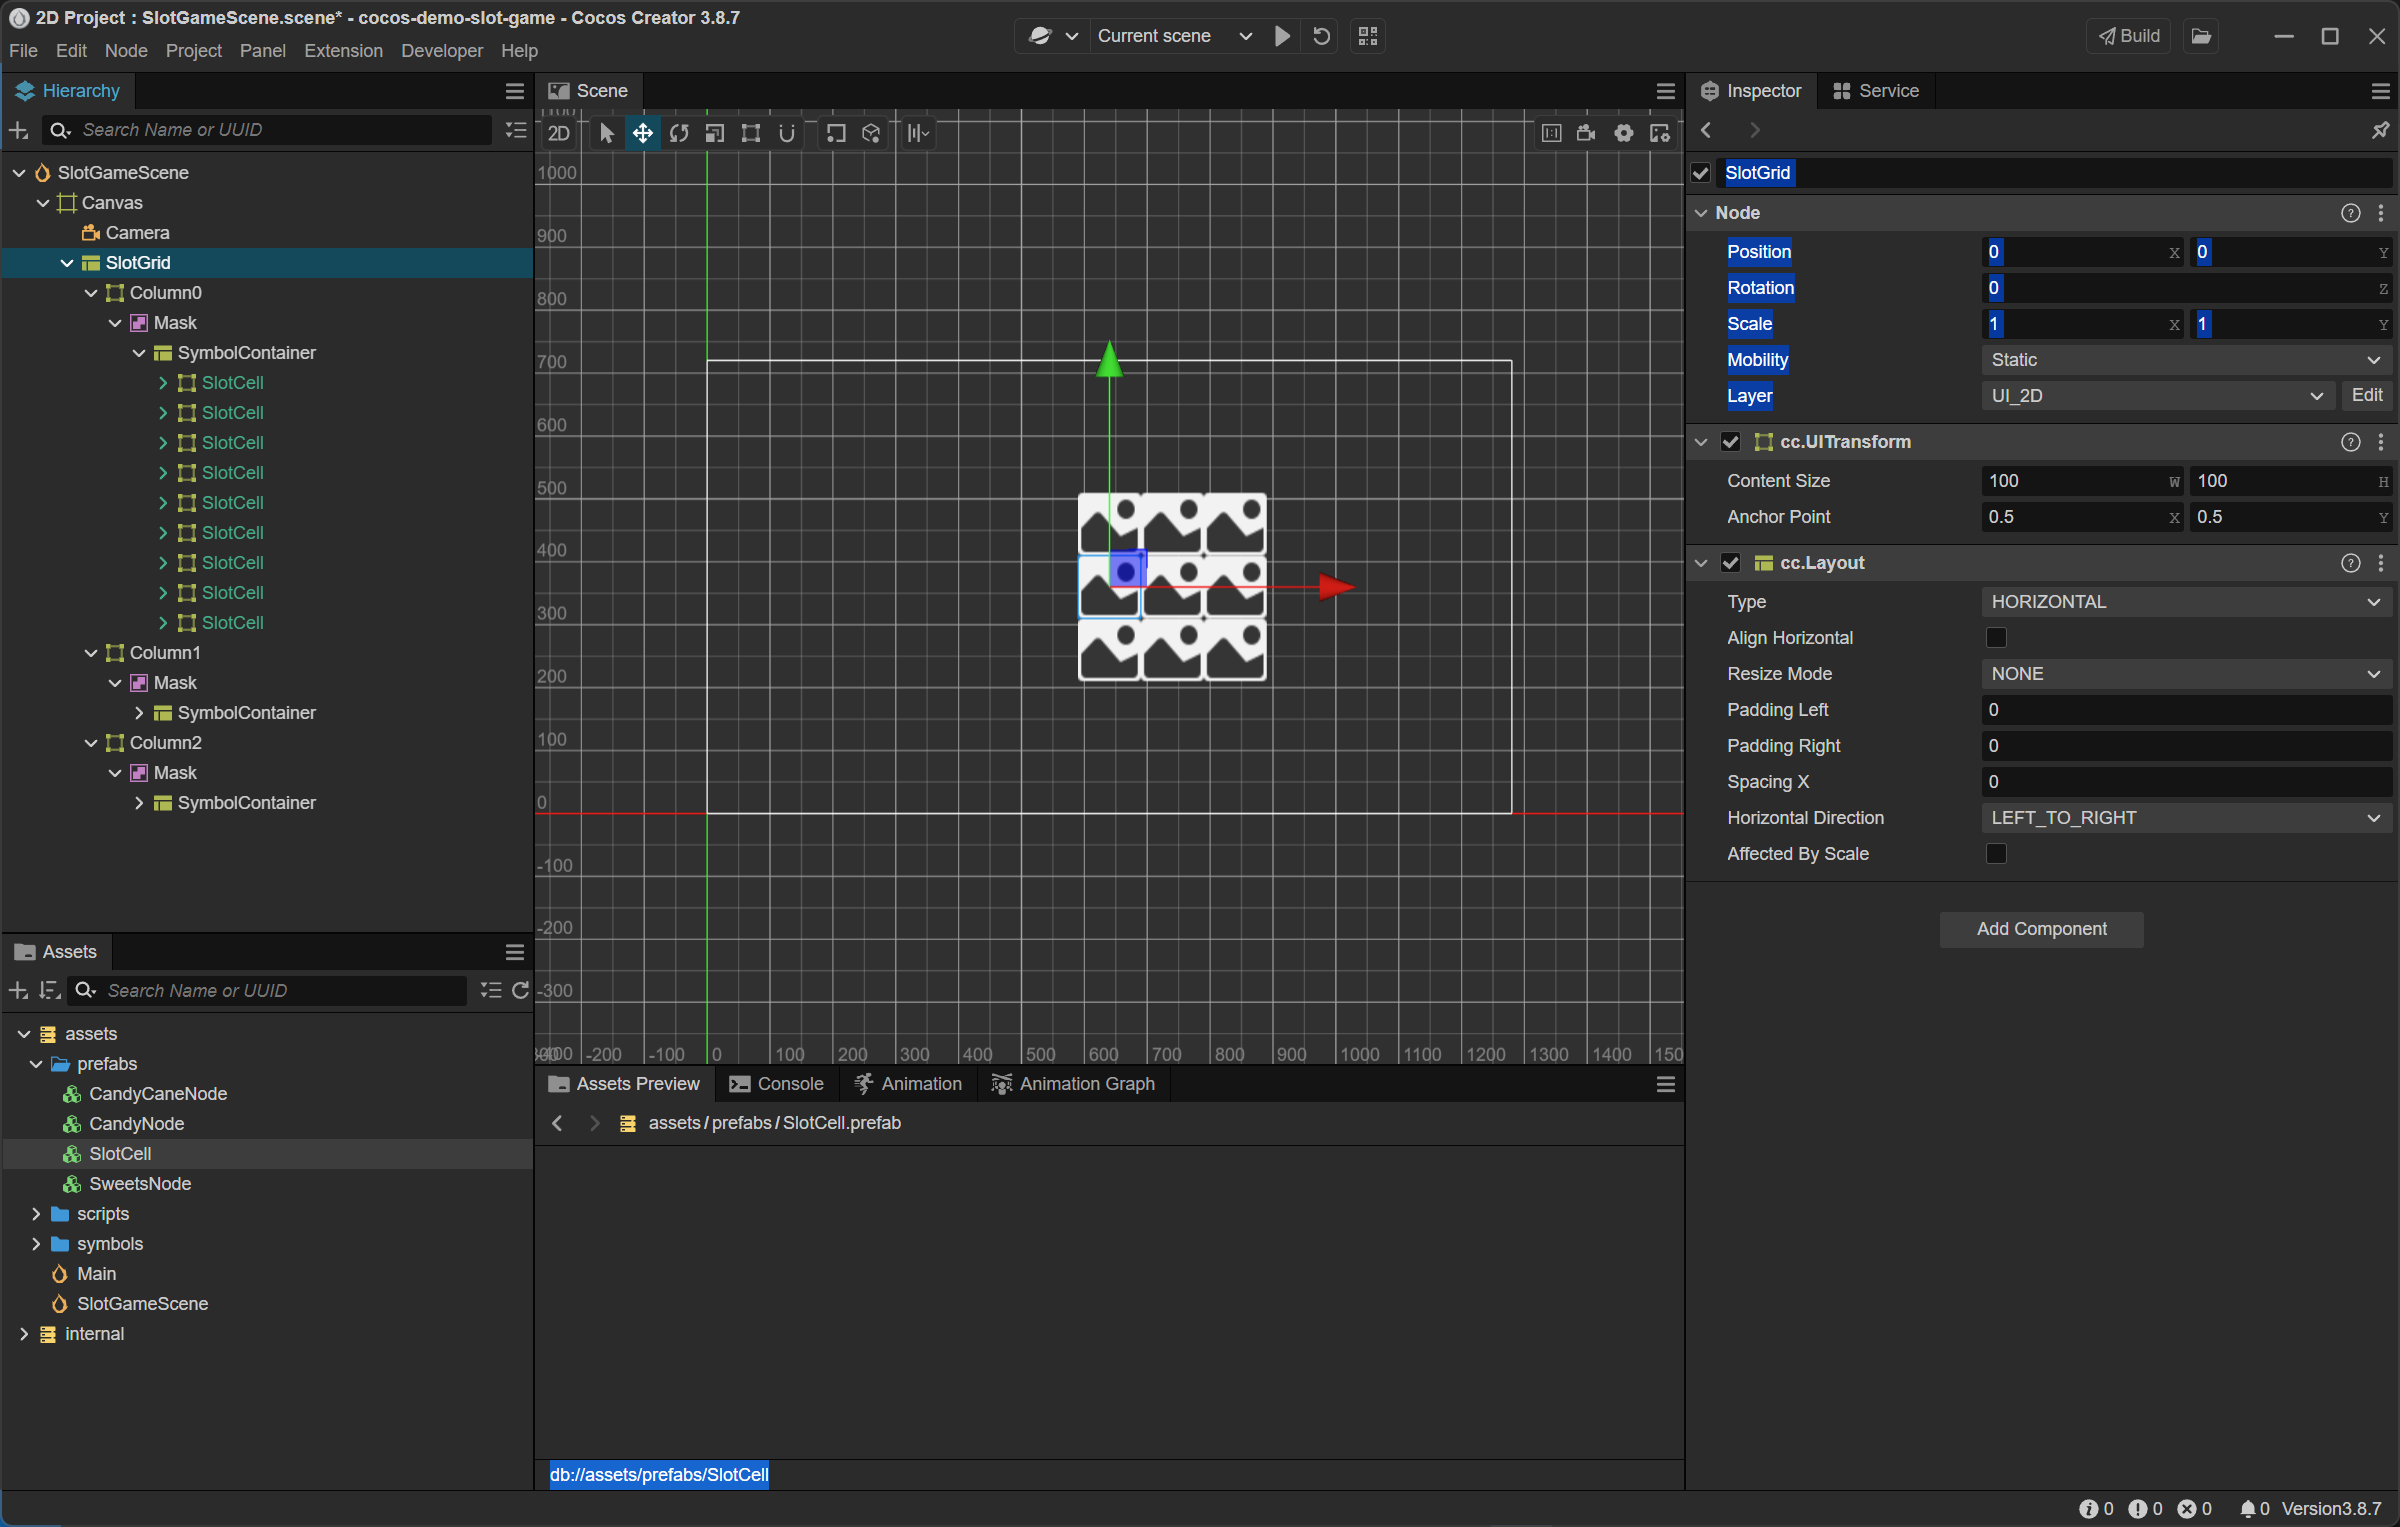 2D Project : SlotGameScene.scene* - cocos-demo-slot-game - Cocos Creator 3.8.7
File Edit Node Project Panel Extension Developer Help
Current scene
Build
Hierarchy
Search Name or UUID
SlotGameScene
Canvas
Camera
SlotGrid
Column0
Mask
SymbolContainer
SlotCell
SlotCell
SlotCell
SlotCell
SlotCell
SlotCell
SlotCell
SlotCell
SlotCell
Column1
Mask
SymbolContainer
Column2
Mask
SymbolContainer
Assets
Search Name or UUID
assets
prefabs
CandyCaneNode
CandyNode
SlotCell
SweetsNode
scripts
symbols
Main
SlotGameScene
internal
Scene
2D
1000
900
800
700
600
500
400
300
200
100
0
-100
-200
-300
-200 -100 0 100 200 300 400 500 600 700 800 900 1000 1100 1200 1300 1400 150
Assets Preview Console Animation Animation Graph
assets / prefabs / SlotCell.prefab
db://assets/prefabs/SlotCell
Inspector Service
SlotGrid
Node
Position 0 X 0 Y
Rotation 0 Z
Scale 1 X 1 Y
Mobility Static
Layer UI_2D Edit
cc.UITransform
Content Size 100 W 100 H
Anchor Point 0.5 X 0.5 Y
cc.Layout
Type HORIZONTAL
Align Horizontal
Resize Mode NONE
Padding Left 0
Padding Right 0
Spacing X 0
Horizontal Direction LEFT_TO_RIGHT
Affected By Scale
Add Component
0 0 0 0 Version3.8.7